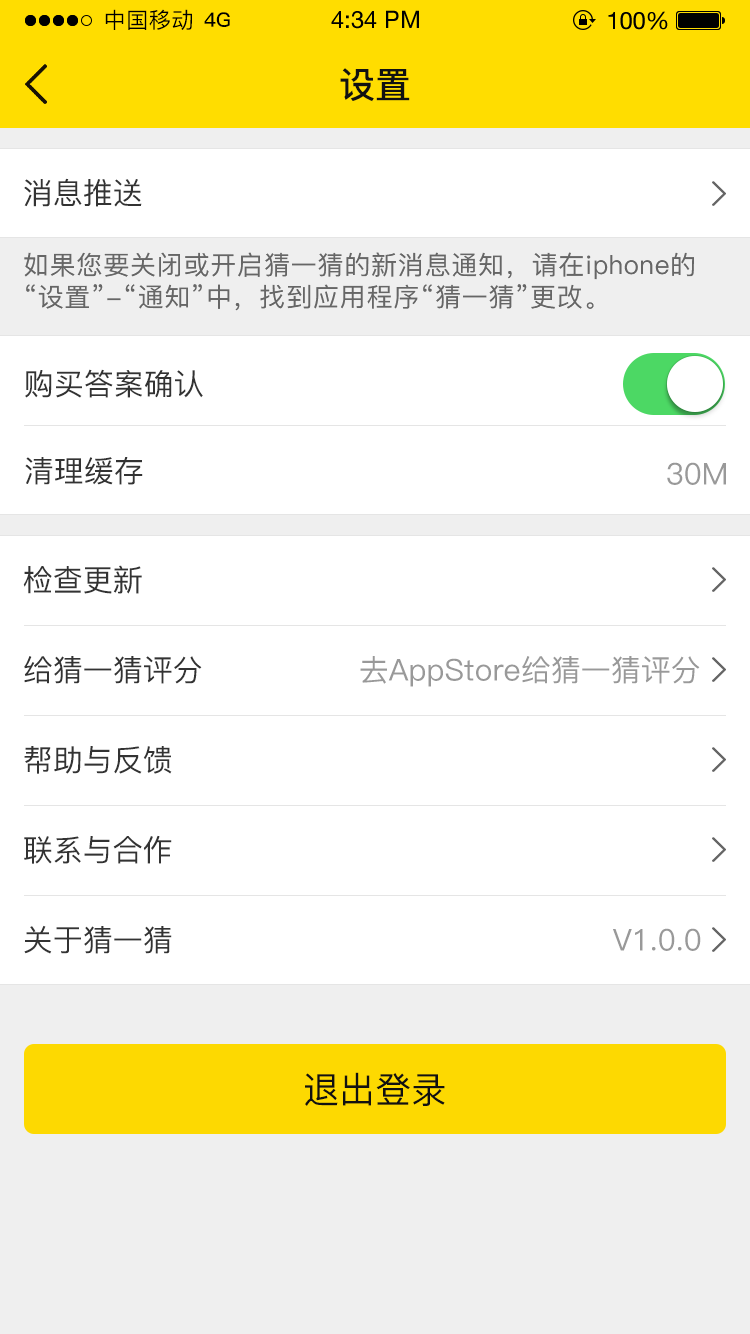 中国移动 4G 4:34 PM 100%
设置
消息推送
如果您要关闭或开启猜一猜的新消息通知，请在iphone的
“设置”–“通知”中，找到应用程序“猜一猜”更改。
购买答案确认
清理缓存 30M
检查更新
给猜一猜评分 去AppStore给猜一猜评分
帮助与反馈
联系与合作
关于猜一猜 V1.0.0
退出登录